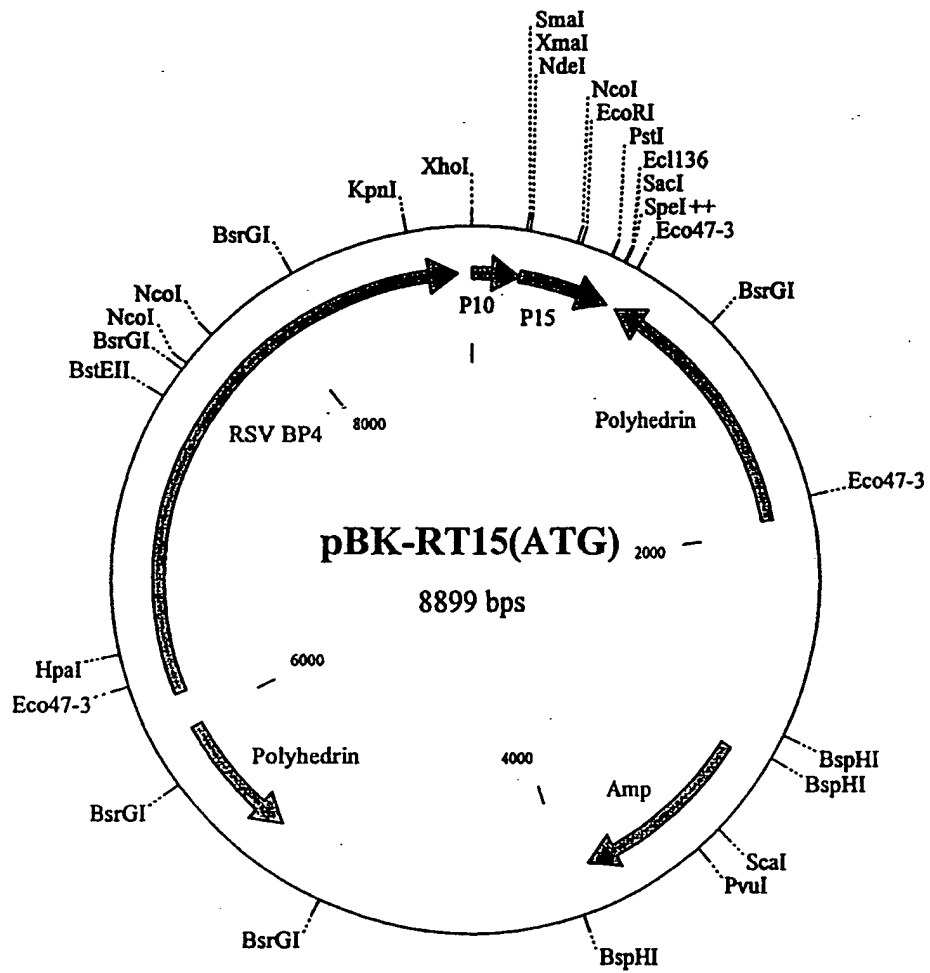 SmaI
XmaI
NdeI
NcoI
EcoRI
PstI
Ecl136
SacI
SpeI++
Eco47-3
XhoI
KpnI
BsrGI
NcoI
NcoI
BsrGI
BstEII
BsrGI
P10
P15
Polyhedrin
RSV BP4
8000
Eco47-3
pBK-RT15(ATG)
8899 bps
2000
HpaI
Eco47-3
6000
Polyhedrin
4000
Amp
BspHI
BspHI
BsrGI
ScaI
PvuI
BsrGI
BspHI